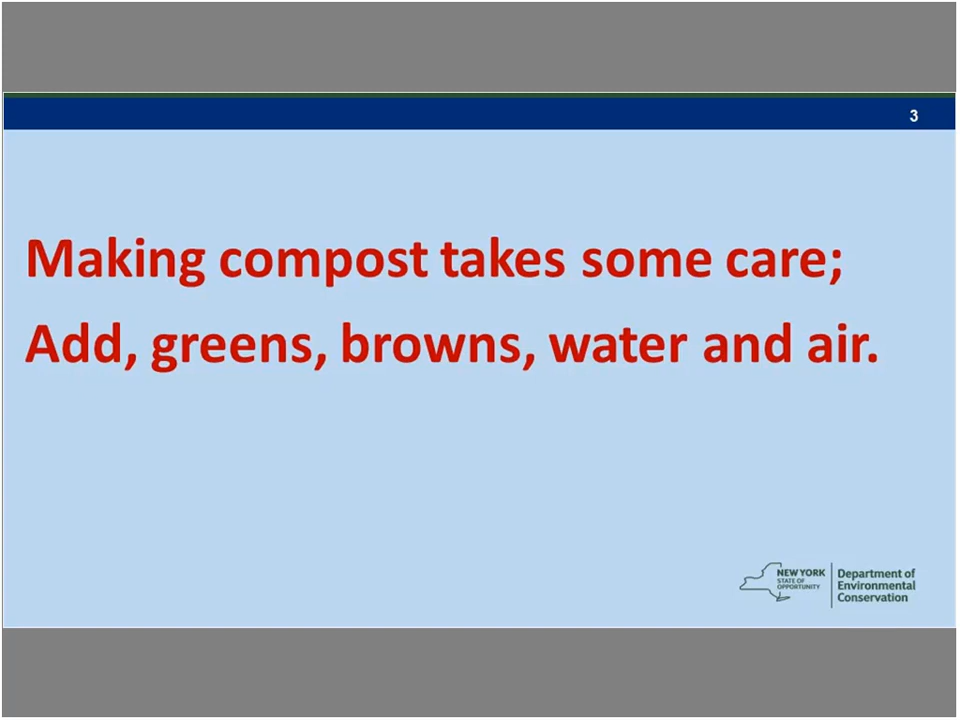 3
Making compost takes some care;
Add, greens, browns, water and air.
NEW YORK
STATE OF
OPPORTUNITY
Department of
Environmental
Conservation